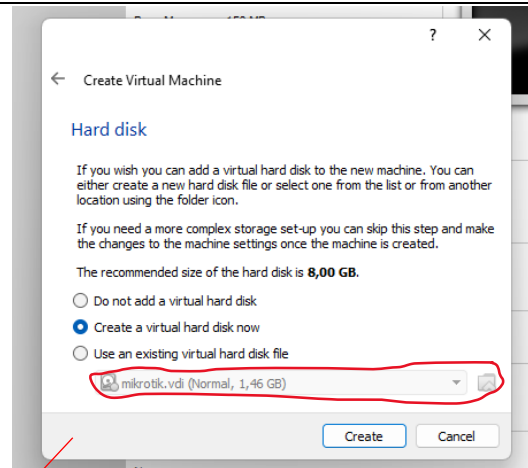 ?
Create Virtual Machine
Hard disk
If you wish you can add a virtual hard disk to the new machine. You can
either create a new hard disk file or select one from the list or from another
location using the folder icon.
If you need a more complex storage set-up you can skip this step and make
the changes to the machine settings once the machine is created.
The recommended size of the hard disk is 8,00 GB.
Do not add a virtual hard disk
Create a virtual hard disk now
Use an existing virtual hard disk file
mikrotik.vdi (Normal, 1,46 GB)
Create Cancel